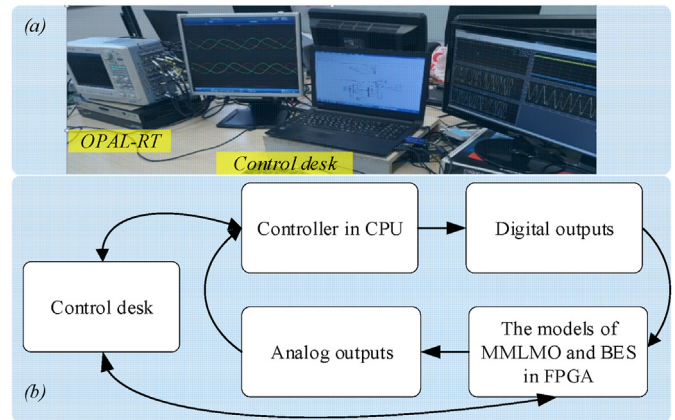 (a)
OPAL-RT
Control desk
Controller in CPU
Digital outputs
Control desk
Analog outputs
The models of
MMLMO and BES
in FPGA
(b)